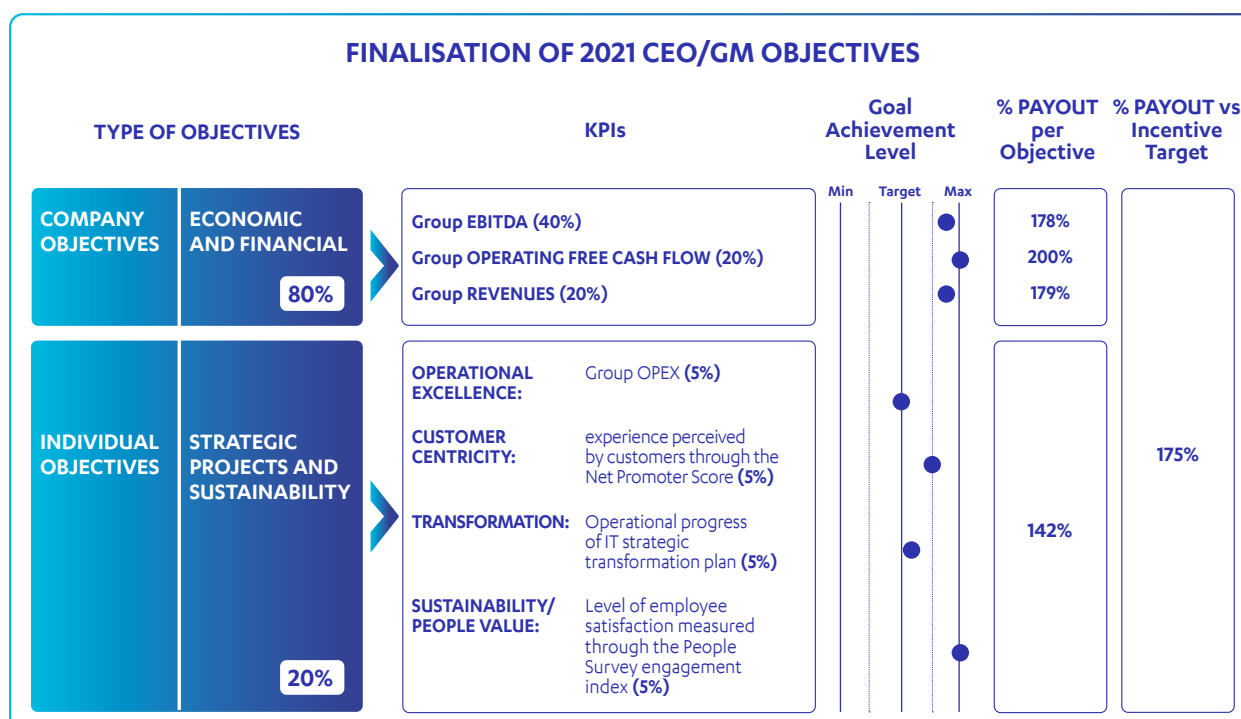 FINALISATION OF 2021 CEO/GM OBJECTIVES
TYPE OF OBJECTIVES
KPIs
Goal
Achievement
Level
% PAYOUT
per
Objective
% PAYOUT vs
Incentive
Target
Min
Target
Max
COMPANY
OBJECTIVES
ECONOMIC
AND FINANCIAL
80%
Group EBITDA (40%)
178%
Group OPERATING FREE CASH FLOW (20%)
200%
Group REVENUES (20%)
179%
INDIVIDUAL
OBJECTIVES
STRATEGIC
PROJECTS AND
SUSTAINABILITY
20%
OPERATIONAL
EXCELLENCE:
Group OPEX (5%)
CUSTOMER
CENTRICITY:
experience perceived
by customers through the
Net Promoter Score (5%)
TRANSFORMATION:
Operational progress
of IT strategic
transformation plan (5%)
SUSTAINABILITY/
PEOPLE VALUE:
Level of employee
satisfaction measured
through the People
Survey engagement
index (5%)
142%
175%